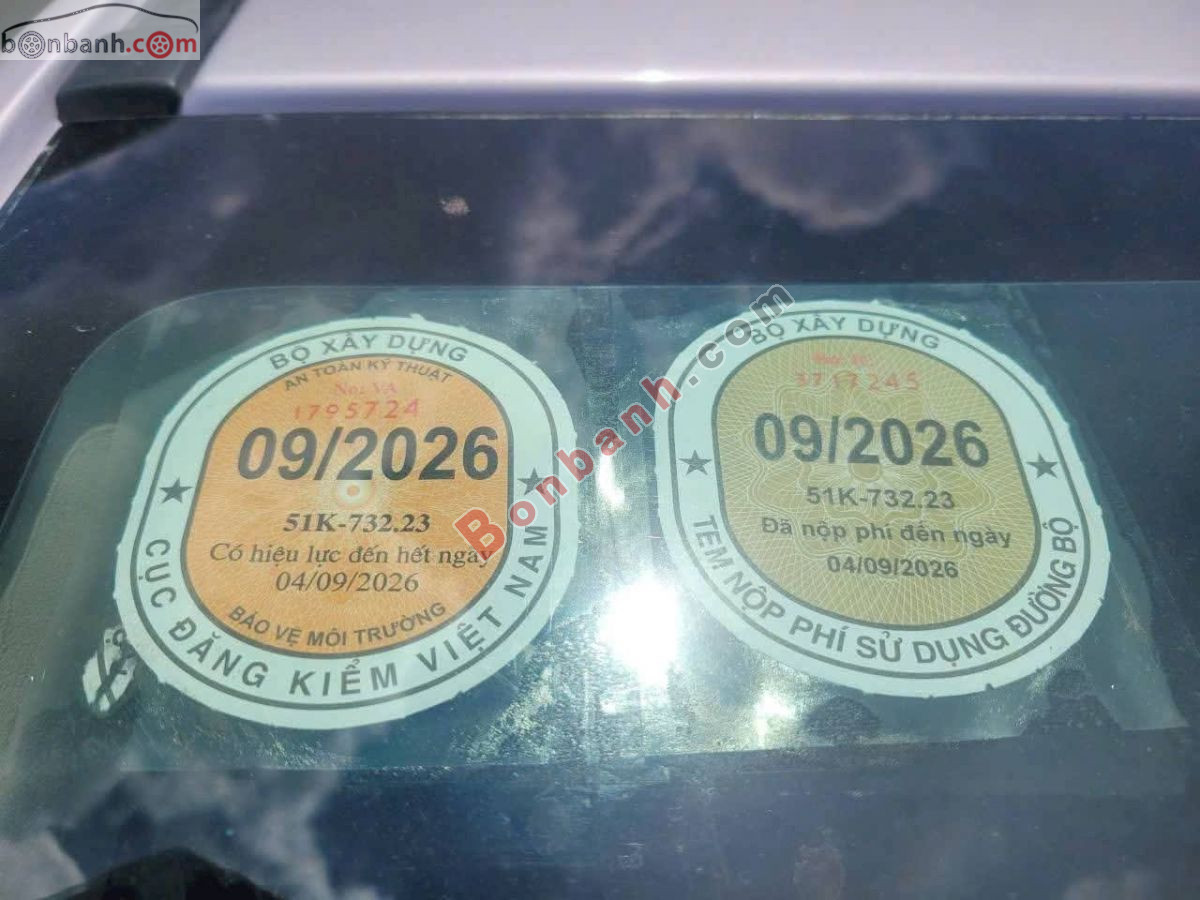 bonbanh.com
BỘ XÂY DỰNG
AN TOÀN KỸ THUẬT
No: VA
1795724
09/2026
51K-732.23
Có hiệu lực đến hết ngày
04/09/2026
BẢO VỆ MÔI TRƯỜNG
CỤC ĐĂNG KIỂM VIỆT NAM
Bonbanh.com
BỘ XÂY DỰNG
3717245
09/2026
51K-732.23
Đã nộp phí đến ngày
04/09/2026
TEM NỘP PHÍ SỬ DỤNG ĐƯỜNG BỘ